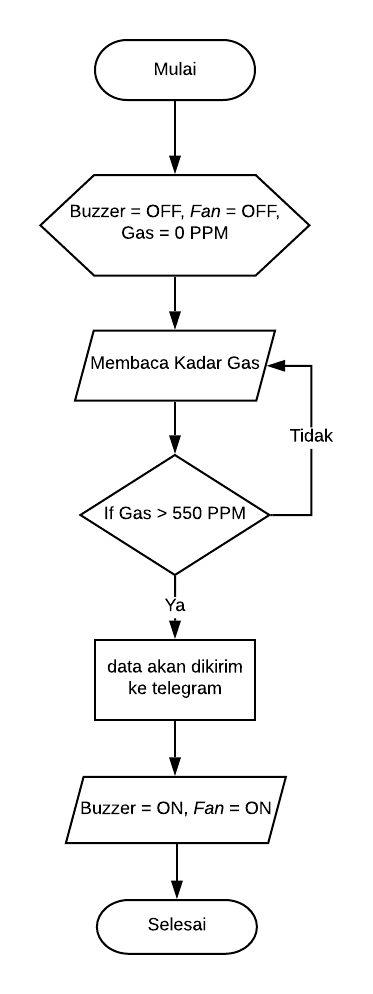 Mulai
Buzzer = OFF, Fan = OFF,
Gas = 0 PPM
Membaca Kadar Gas
Tidak
If Gas > 550 PPM
Ya
data akan dikirim
ke telegram
Buzzer = ON, Fan = ON
Selesai